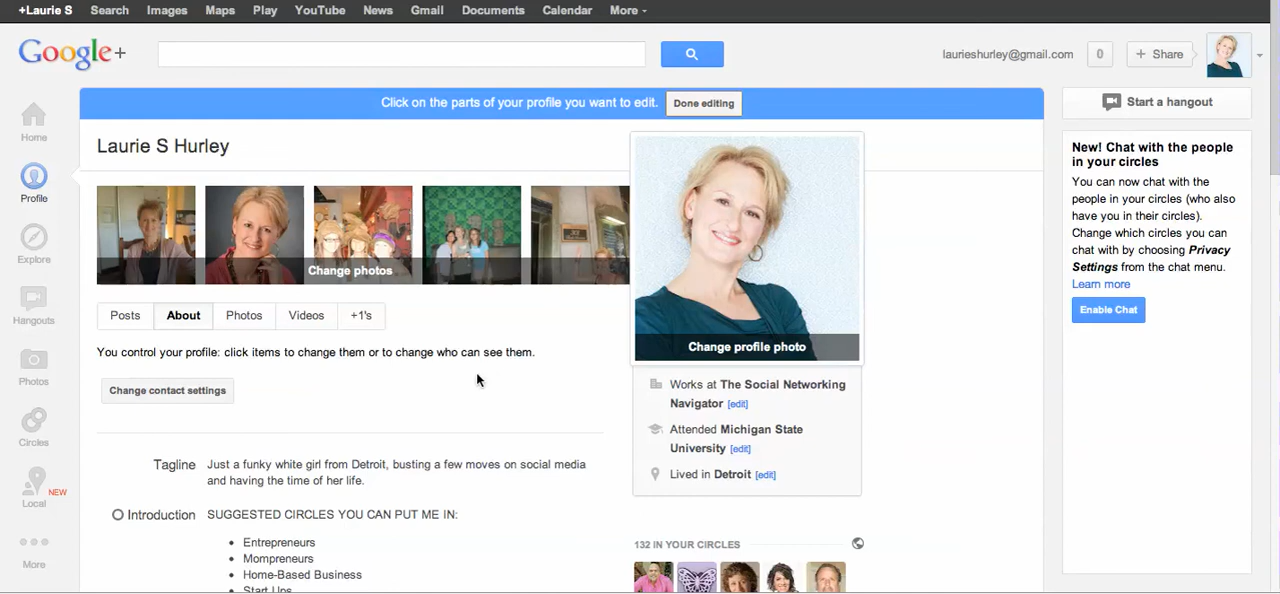 +Laurie S Search Images Maps Play YouTube News Gmail Documents Calendar More
Google+
laurieshurley@gmail.com 0 + Share
Click on the parts of your profile you want to edit. Done editing
Start a hangout
Home
Profile
Explore
Hangouts
Photos
Circles
Local NEW
More
Laurie S Hurley
Change photos
Change profile photo
Posts About Photos Videos +1's
You control your profile: click items to change them or to change who can see them.
Change contact settings
Tagline Just a funky white girl from Detroit, busting a few moves on social media
and having the time of her life.
Introduction SUGGESTED CIRCLES YOU CAN PUT ME IN:
• Entrepreneurs
• Mompreneurs
• Home-Based Business
• Start Ups
Works at The Social Networking
Navigator [edit]
Attended Michigan State
University [edit]
Lived in Detroit [edit]
132 IN YOUR CIRCLES
New! Chat with the people
in your circles
You can now chat with the
people in your circles (who also
have you in their circles).
Change which circles you can
chat with by choosing Privacy
Settings from the chat menu.
Learn more
Enable Chat